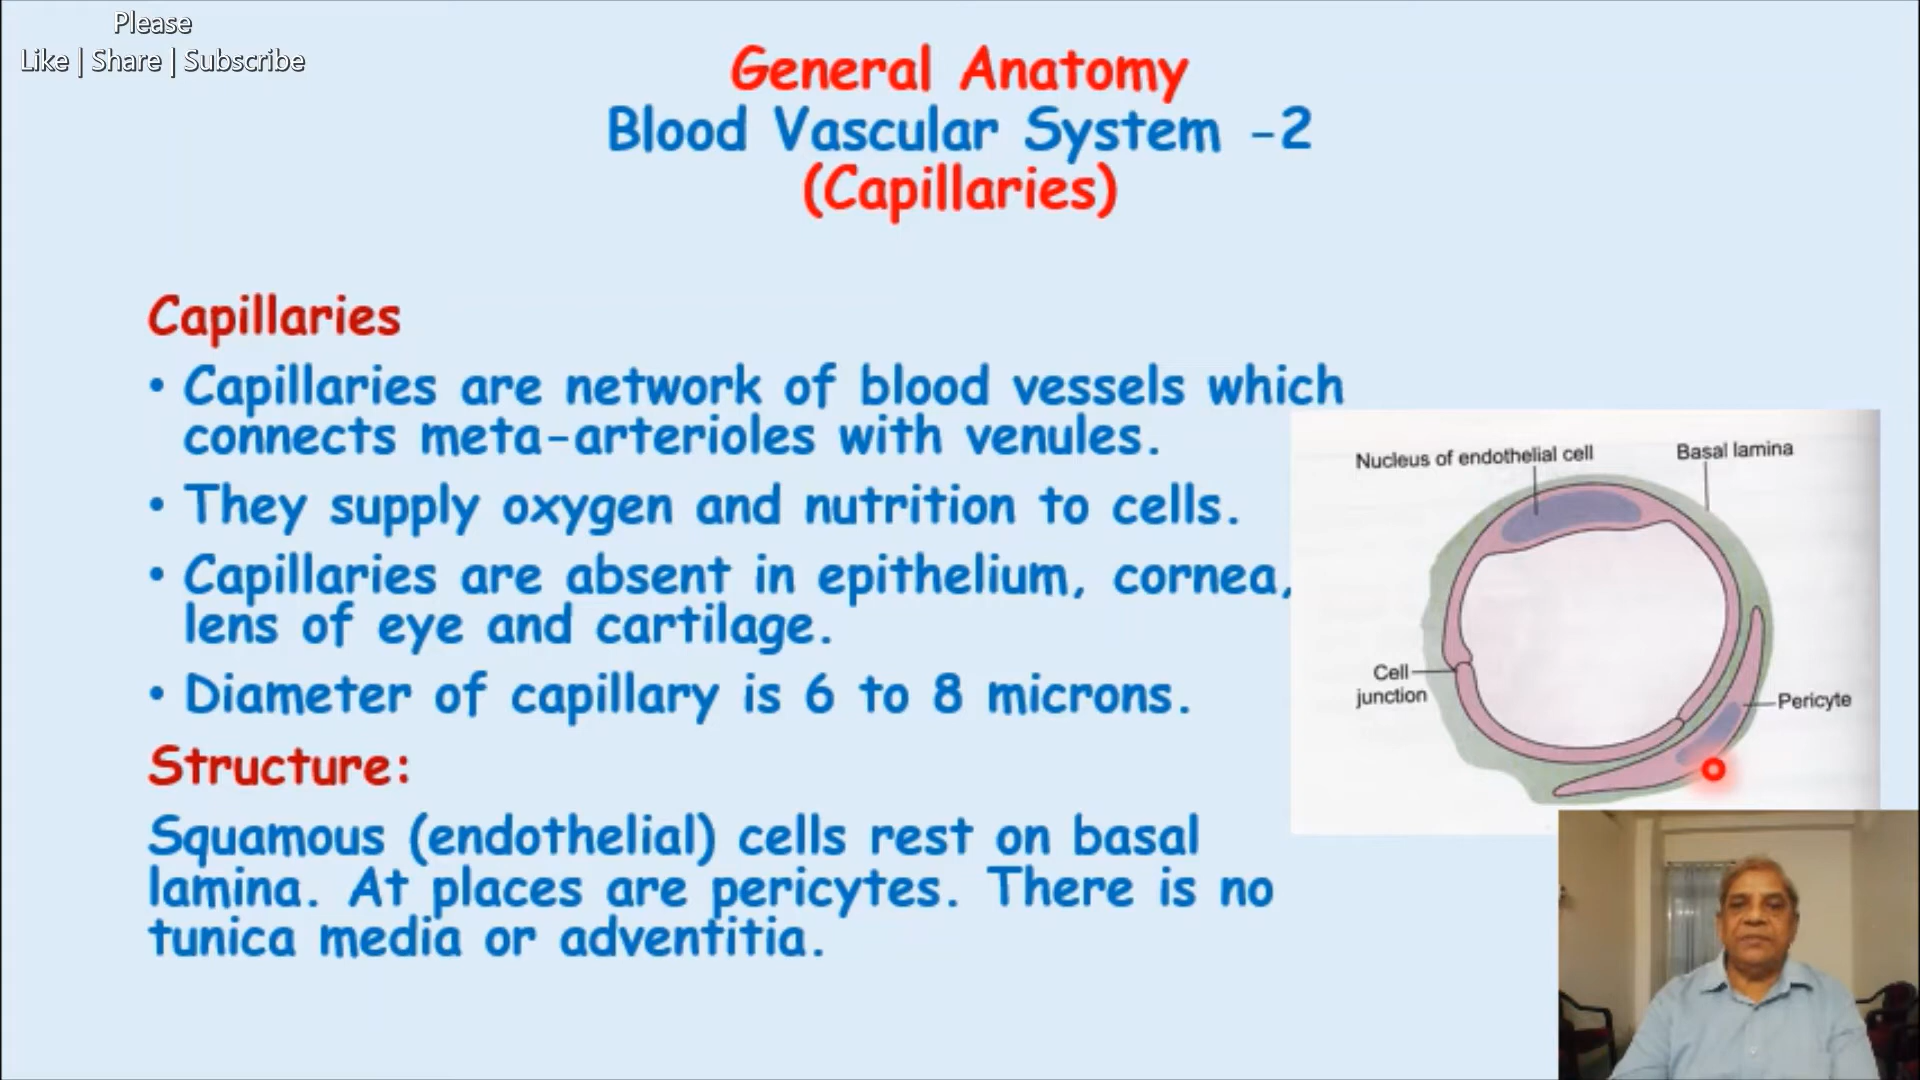 Please
Like | Share | Subscribe
General Anatomy
Blood Vascular System -2
(Capillaries)
Capillaries
• Capillaries are network of blood vessels which
connects meta-arterioles with venules.
• They supply oxygen and nutrition to cells.
• Capillaries are absent in epithelium, cornea,
lens of eye and cartilage.
• Diameter of capillary is 6 to 8 microns.
Structure:
Squamous (endothelial) cells rest on basal
lamina. At places are pericytes. There is no
tunica media or adventitia.
Nucleus of endothelial cell
Basal lamina
Cell
junction
Pericyte